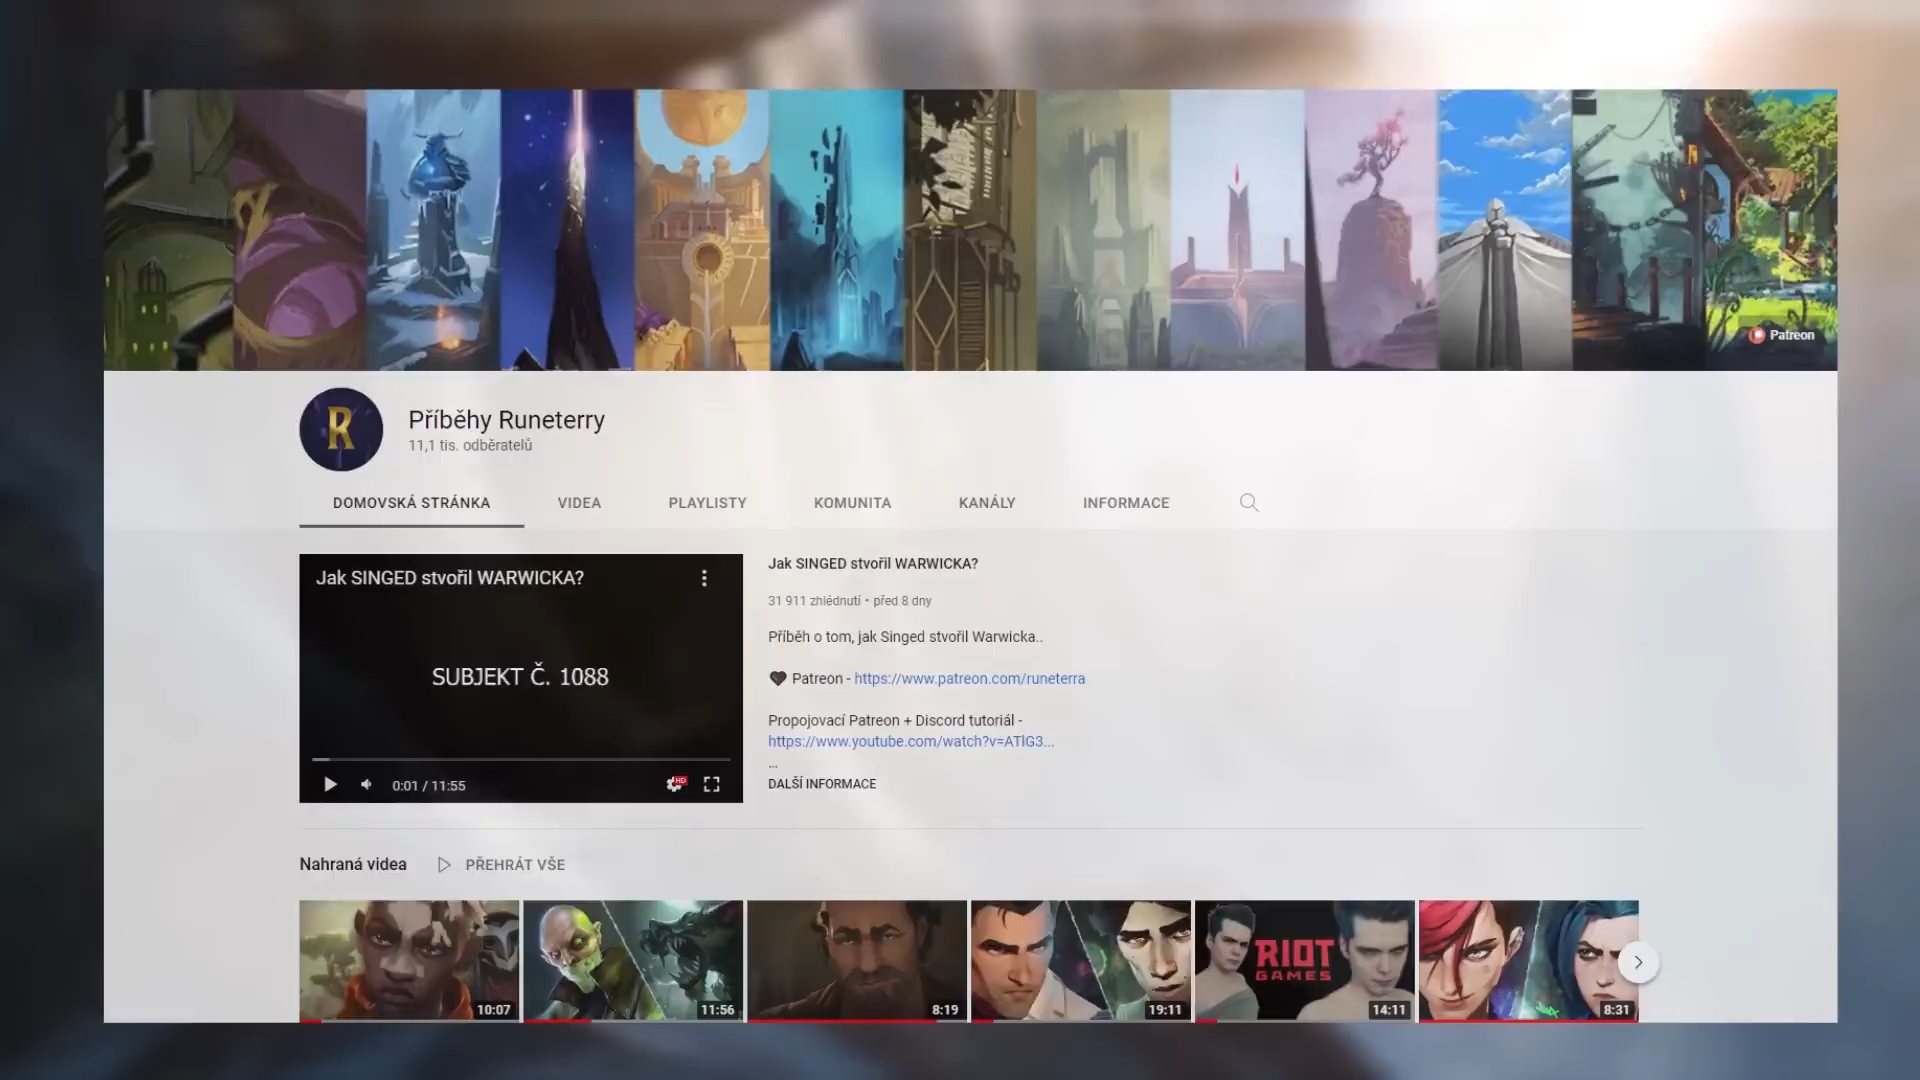 Patreon
R
Příběhy Runeterry
11,1 tis. odběratelů
DOMOVSKÁ STRÁNKA
VIDEA
PLAYLISTY
KOMUNITA
KANÁLY
INFORMACE
Jak SINGED stvořil WARWICKA?
SUBJEKT Č. 1088
0:01 / 11:55
HD
Jak SINGED stvořil WARWICKA?
31 911 zhlédnutí • před 8 dny
Příběh o tom, jak Singed stvořil Warwicka..
Patreon - https://www.patreon.com/runeterra
Propojovací Patreon + Discord tutoriál -
https://www.youtube.com/watch?v=ATlG3...
...
DALŠÍ INFORMACE
Nahraná videa
PŘEHRÁT VŠE
10:07
11:56
8:19
19:11
RIOT
GAMES
14:11
8:31